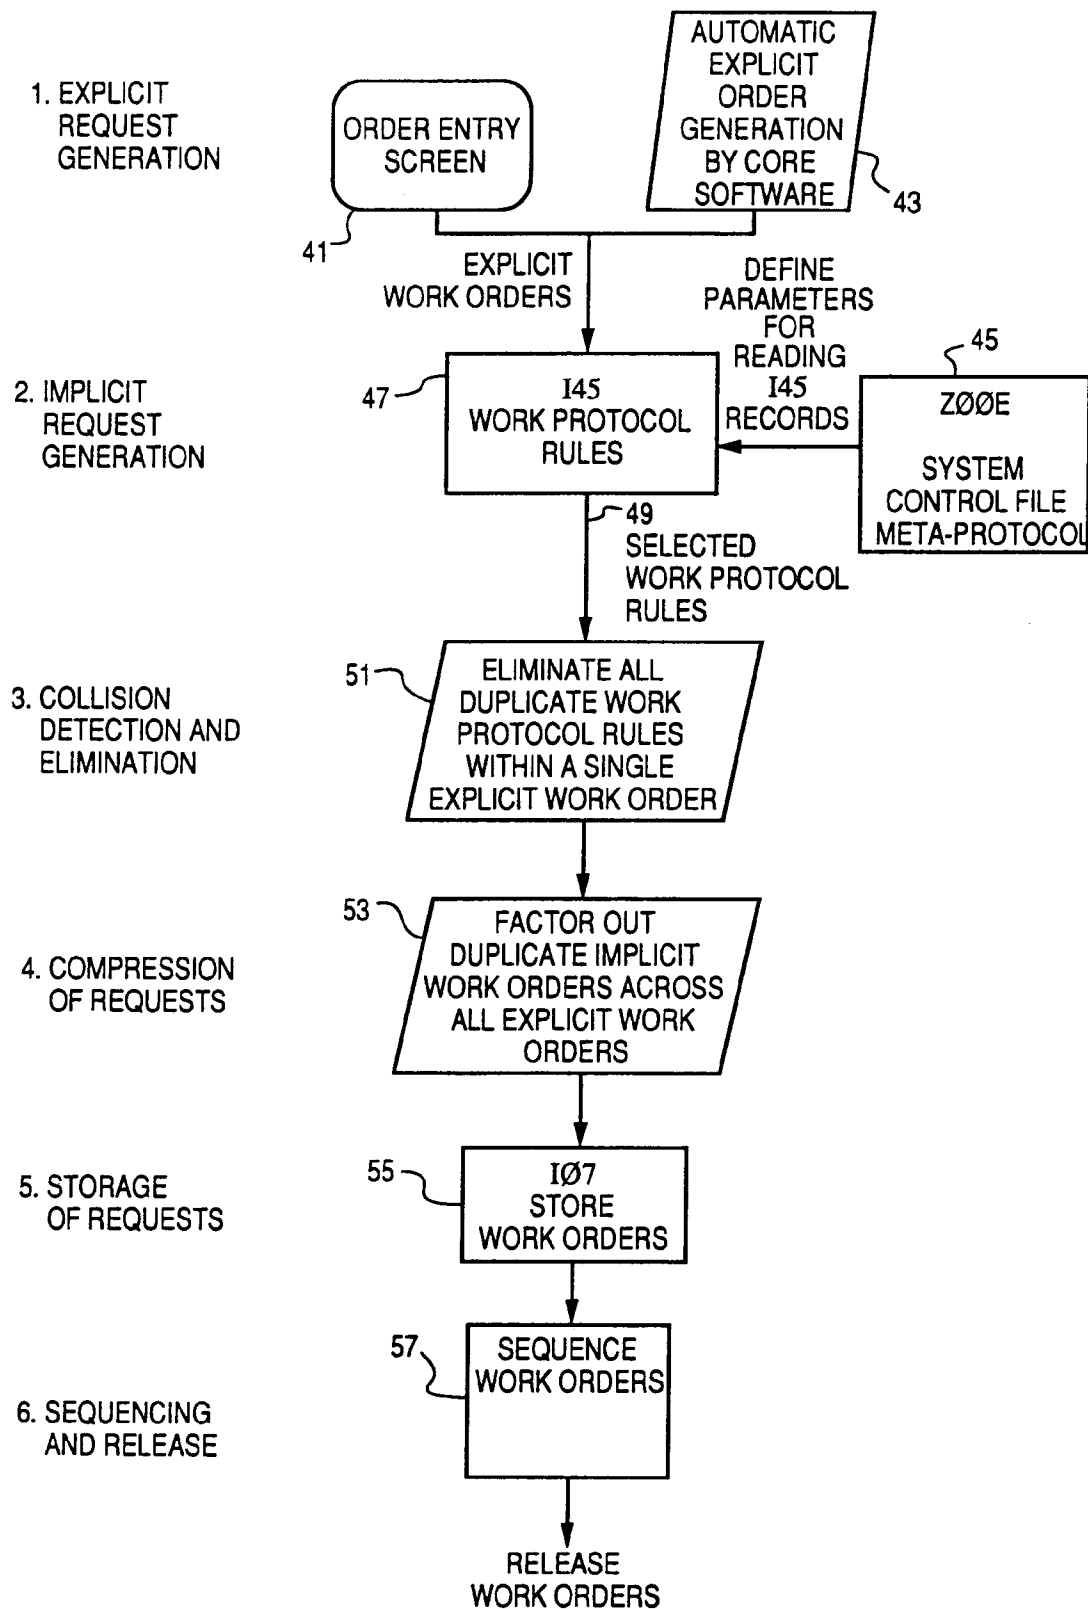 1. EXPLICIT
REQUEST
GENERATION
ORDER ENTRY
SCREEN
41
AUTOMATIC
EXPLICIT
ORDER
GENERATION
BY CORE
SOFTWARE
43
EXPLICIT
WORK ORDERS
DEFINE
PARAMETERS
FOR
READING
I45
RECORDS
2. IMPLICIT
REQUEST
GENERATION
47
I45
WORK PROTOCOL
RULES
45
ZØØE
SYSTEM
CONTROL FILE
META-PROTOCOL
49
SELECTED
WORK PROTOCOL
RULES
3. COLLISION
DETECTION AND
ELIMINATION
51
ELIMINATE ALL
DUPLICATE WORK
PROTOCOL RULES
WITHIN A SINGLE
EXPLICIT WORK ORDER
4. COMPRESSION
OF REQUESTS
53
FACTOR OUT
DUPLICATE IMPLICIT
WORK ORDERS ACROSS
ALL EXPLICIT WORK
ORDERS
5. STORAGE
OF REQUESTS
55
IØ7
STORE
WORK ORDERS
6. SEQUENCING
AND RELEASE
57
SEQUENCE
WORK ORDERS
RELEASE
WORK ORDERS